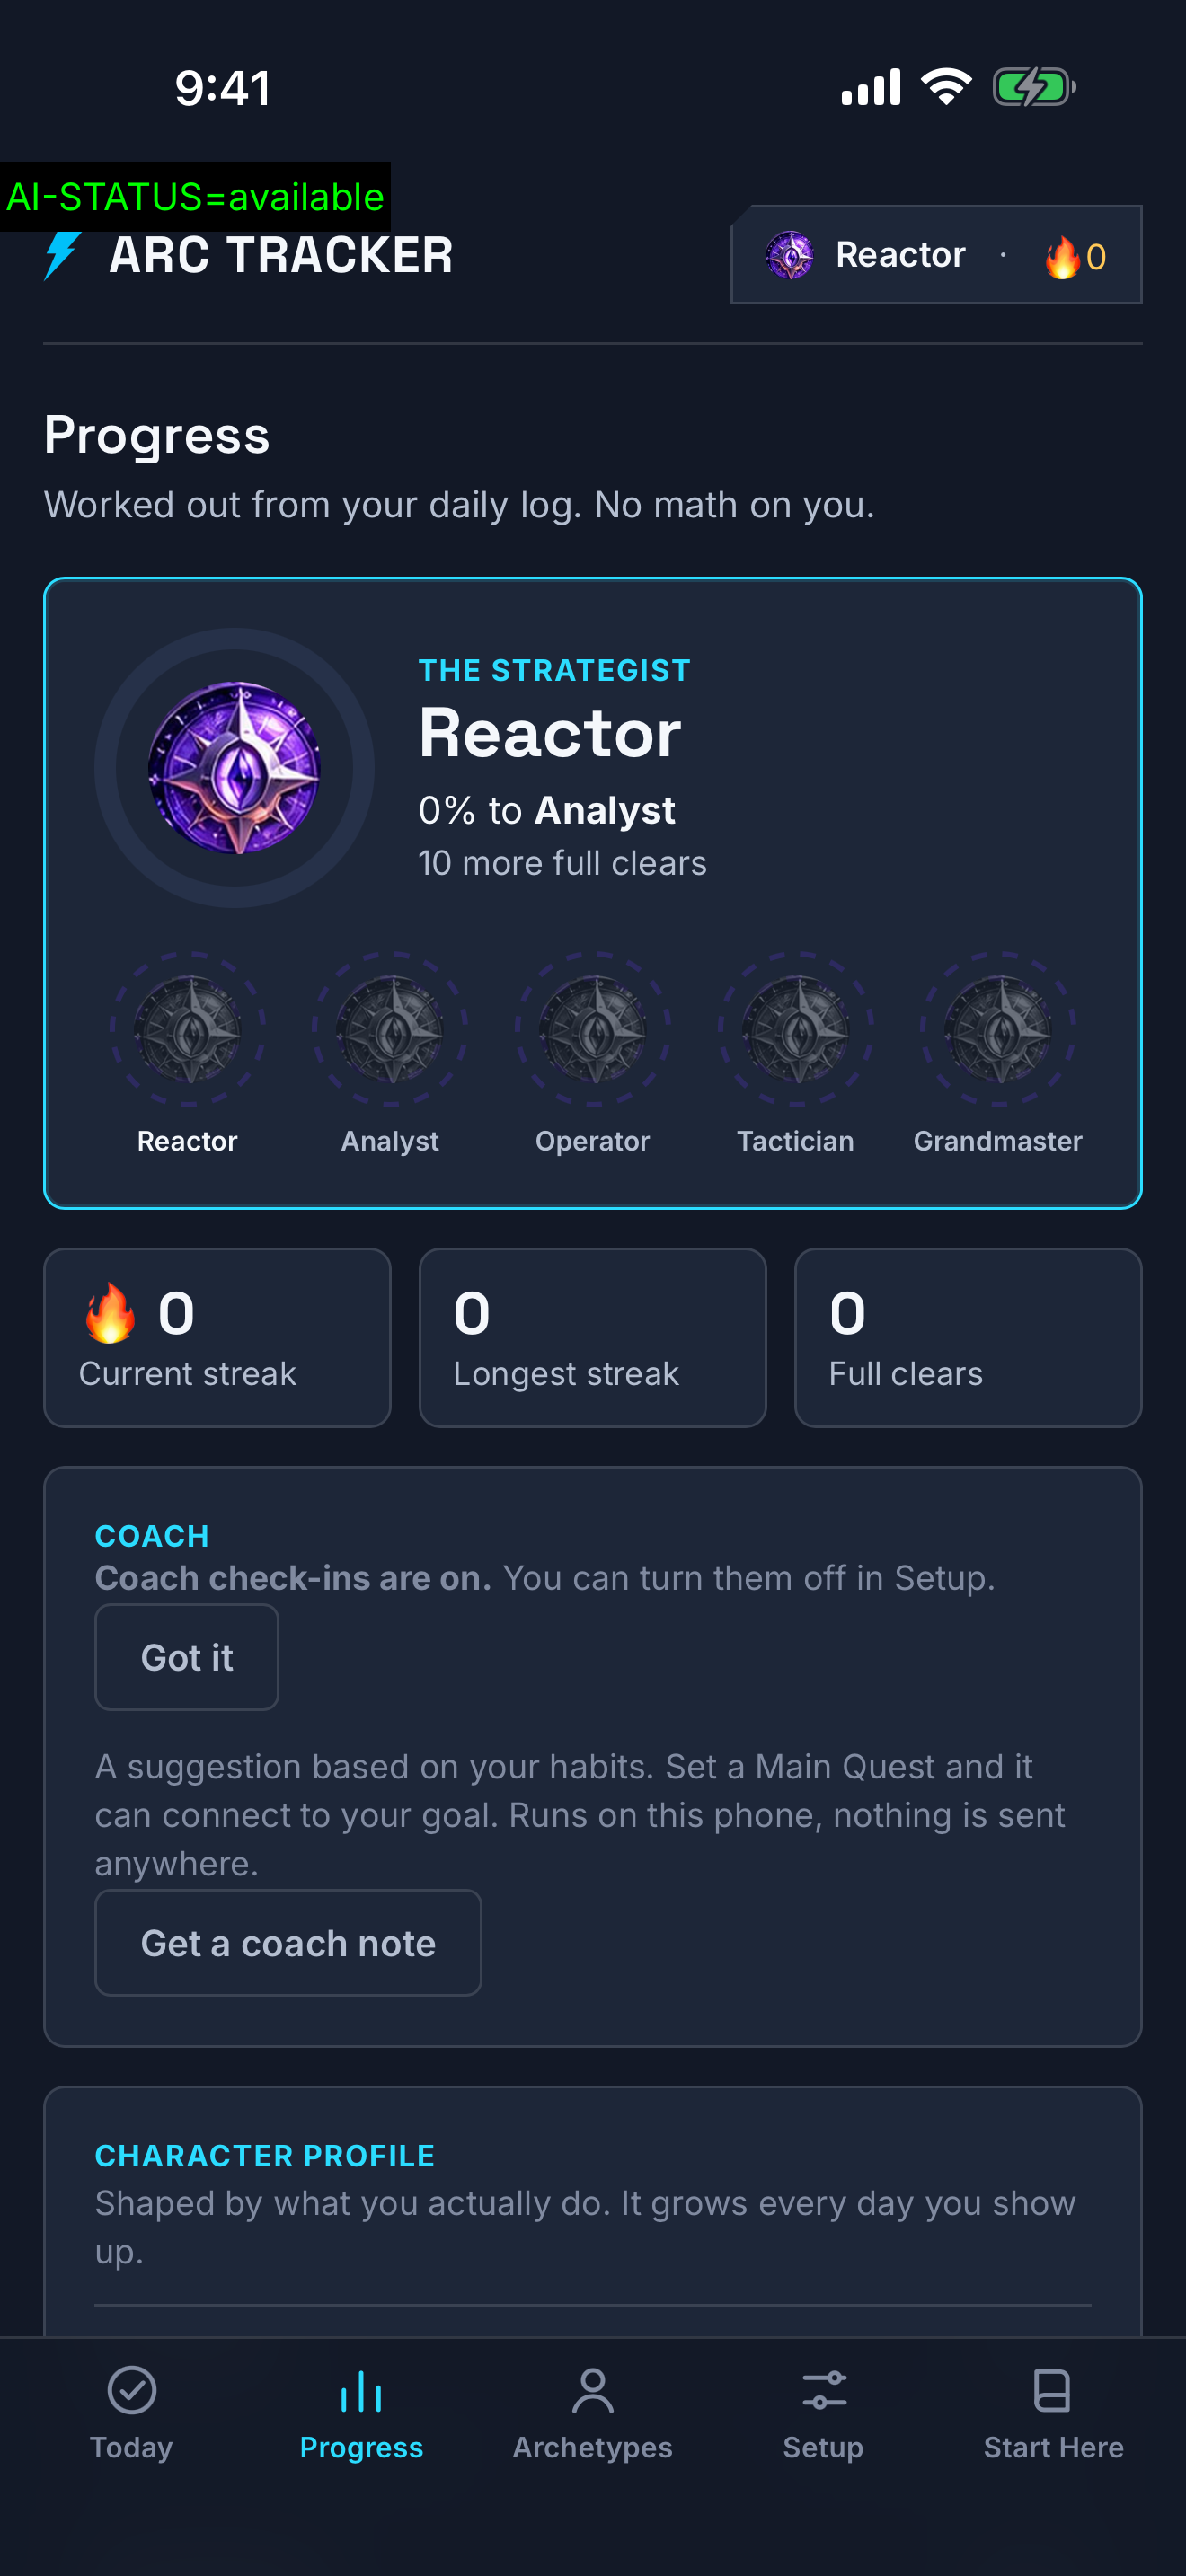 9:41
AI-STATUS=available
ARC TRACKER
Reactor · 🔥0
Progress
Worked out from your daily log. No math on you.
THE STRATEGIST
Reactor
0% to Analyst
10 more full clears
Reactor Analyst Operator Tactician Grandmaster
🔥 0
Current streak
0
Longest streak
0
Full clears
COACH
Coach check-ins are on. You can turn them off in Setup.
Got it
A suggestion based on your habits. Set a Main Quest and it
can connect to your goal. Runs on this phone, nothing is sent
anywhere.
Get a coach note
CHARACTER PROFILE
Shaped by what you actually do. It grows every day you show
up.
Today Progress Archetypes Setup Start Here